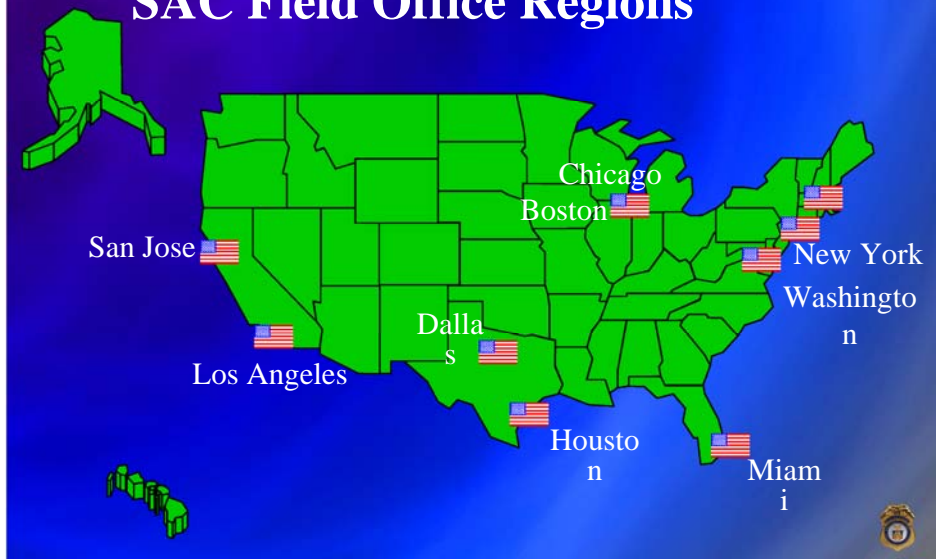 SAC Field Office Regions
Chicago
Boston
San Jose
New York
Washingto
n
Dalla
s
Los Angeles
Housto
n
Miam
i